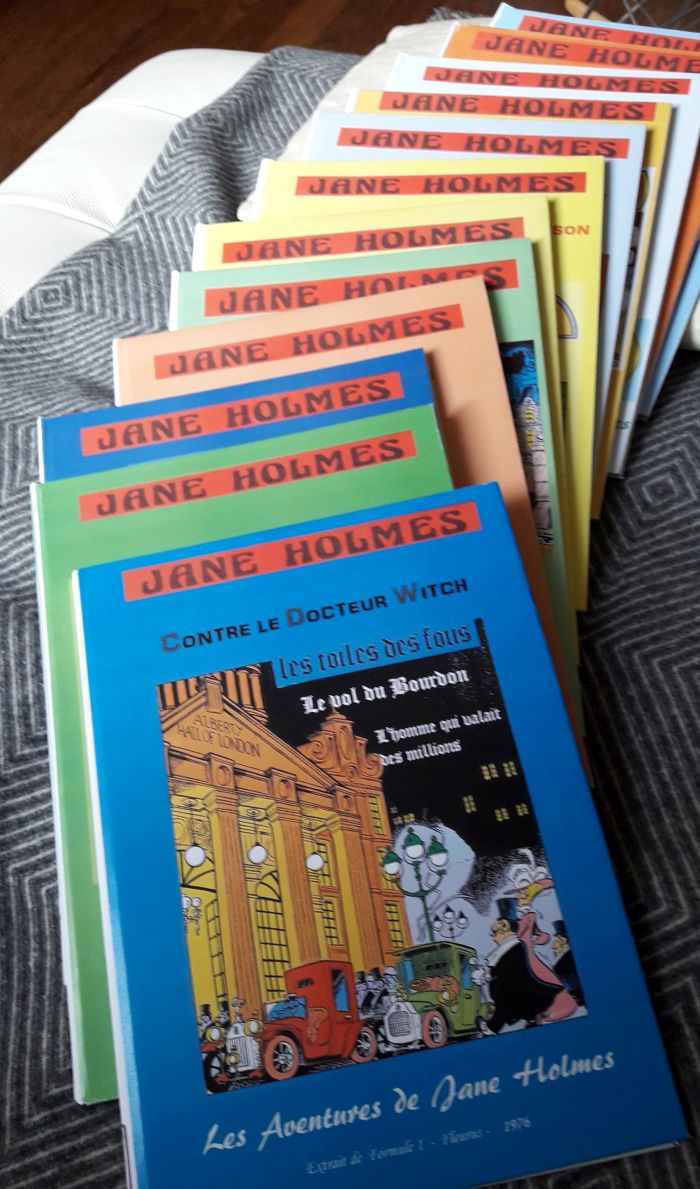 JANE HOLMES
JANE HOLMES
JANE HOLMES
JANE HOLMES
JANE HOLMES
JANE HOLMES
SON
JANE HOLMES
JANE HOLMES
JANE HOLMES
JANE HOLMES
JANE HOLMES
JANE HOLMES
CONTRE LE DOCTEUR WITCH
les toiles des fous
Le vol du Bourdon
L'homme qui valait
des millions
ALBERTY
HALL OF LONDON
Les Aventures de Jane Holmes
Extrait de Formule 1 - Fleurus - 1976